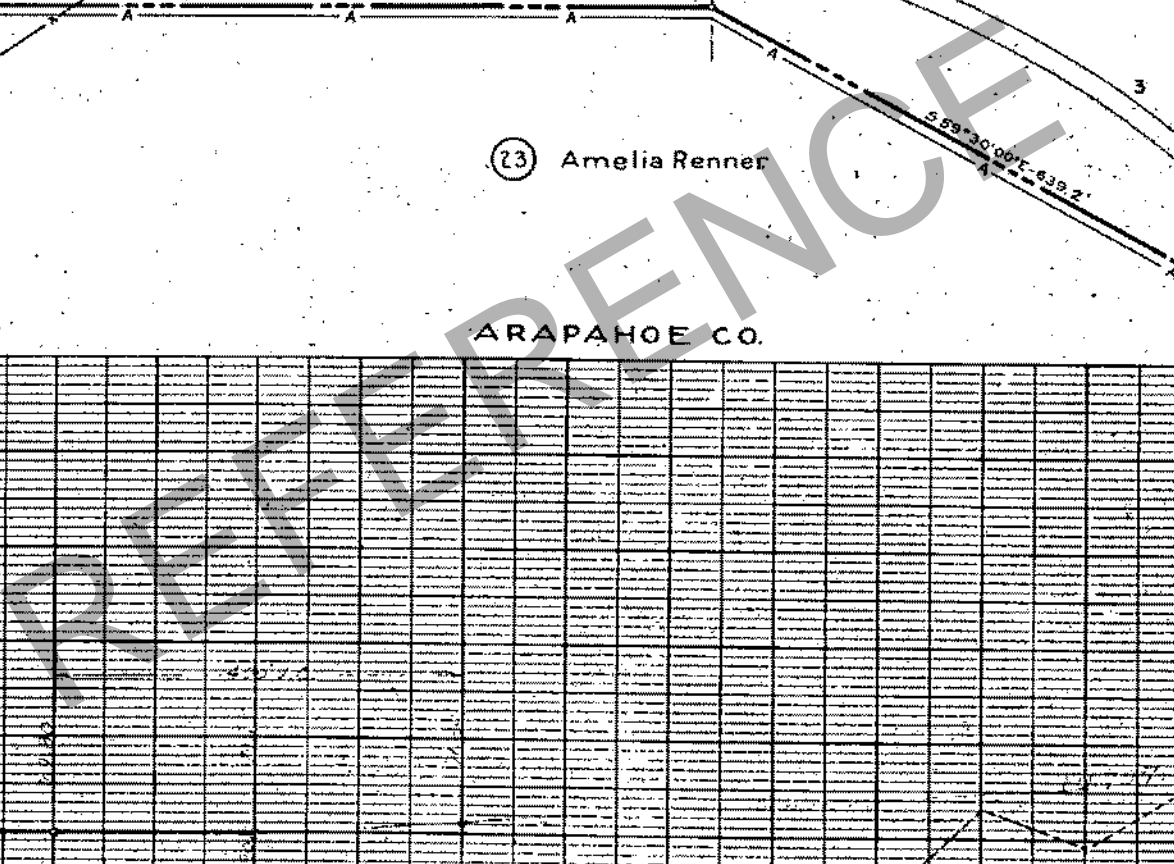 A A A A
3
S 59°30'00"E-639.2'
A
A
23 Amelia Renner
ARAPAHOE CO.
REFERENCE